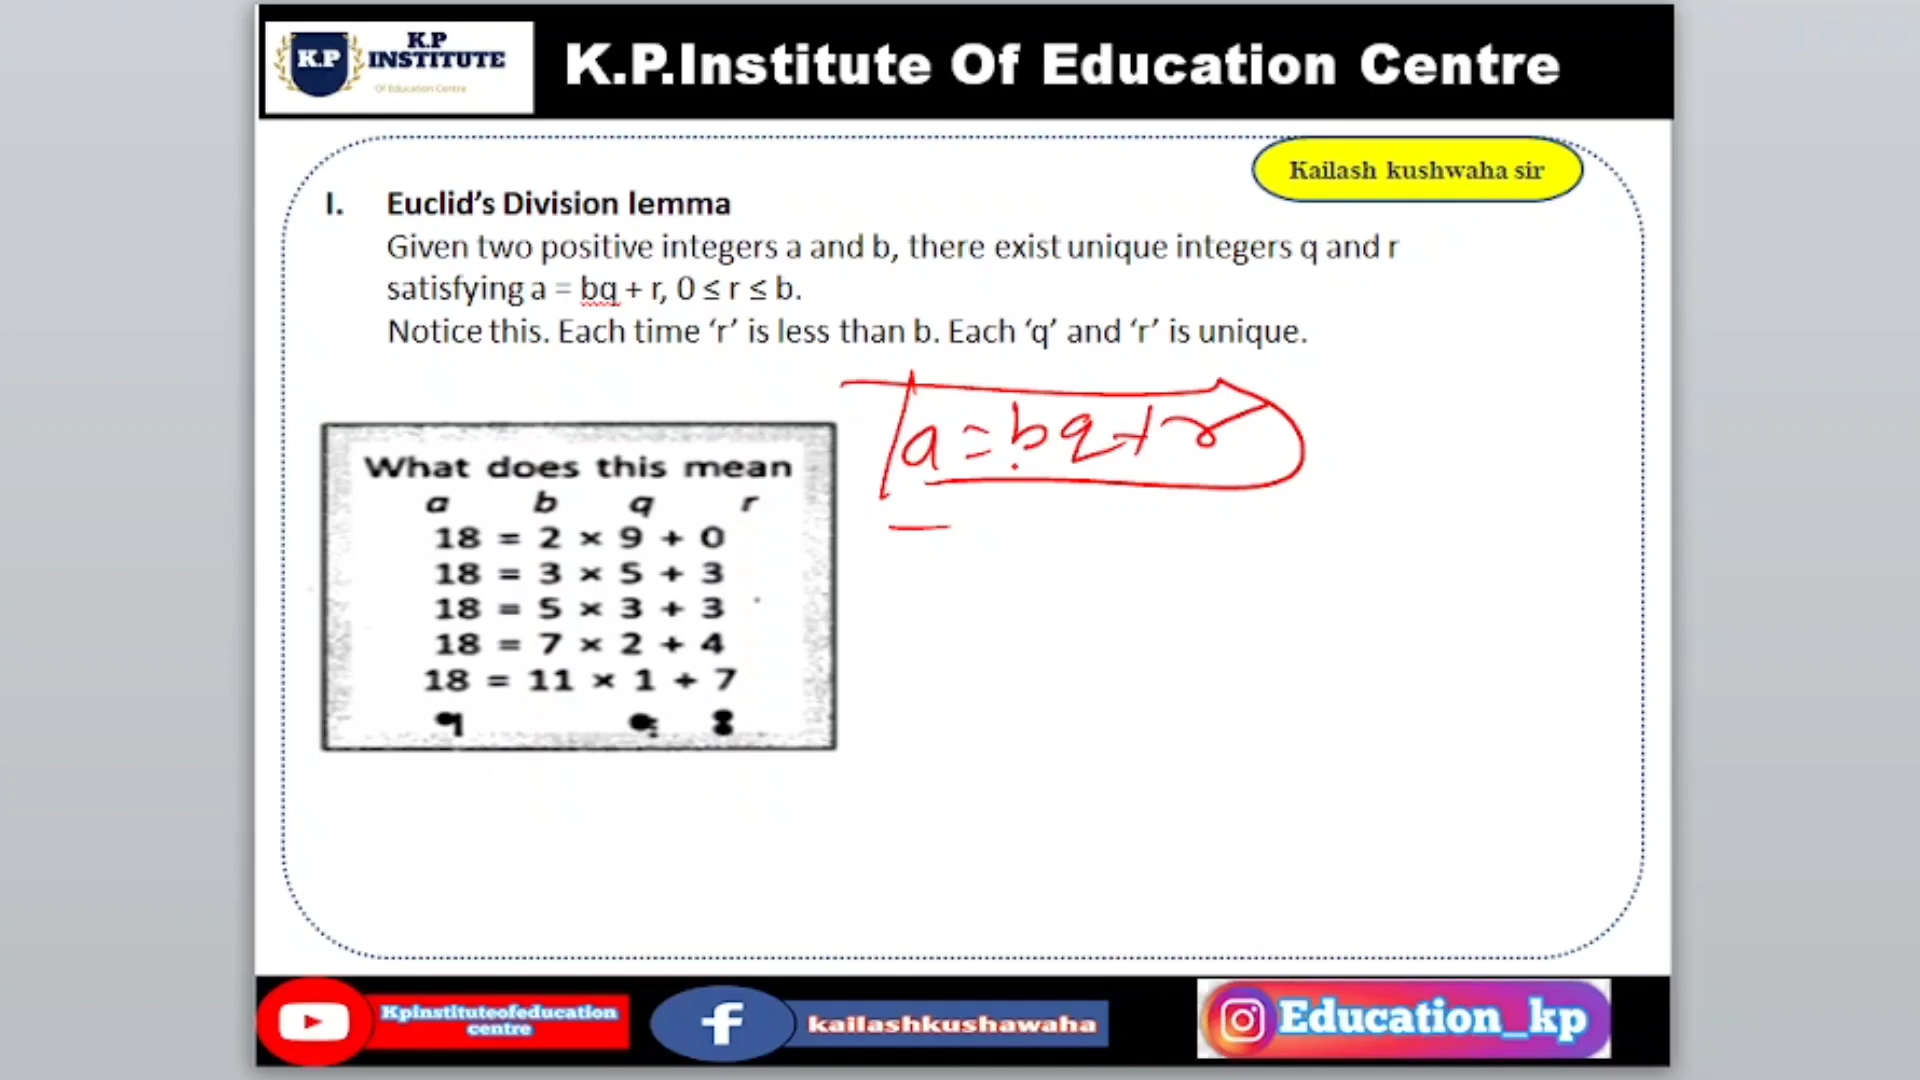 K.P
K.P
INSTITUTE
Of Education Centre
K.P.Institute Of Education Centre
Kailash kushwaha sir
I. Euclid's Division lemma
Given two positive integers a and b, there exist unique integers q and r
satisfying a = bq + r, 0 ≤ r ≤ b.
Notice this. Each time ‘r’ is less than b. Each ‘q’ and ‘r’ is unique.
a = bq + r
What does this mean
a b q r
18 = 2 × 9 + 0
18 = 3 × 5 + 3
18 = 5 × 3 + 3
18 = 7 × 2 + 4
18 = 11 × 1 + 7
Kpinstituteofeducation
centre
kailashkushawaha
Education_kp